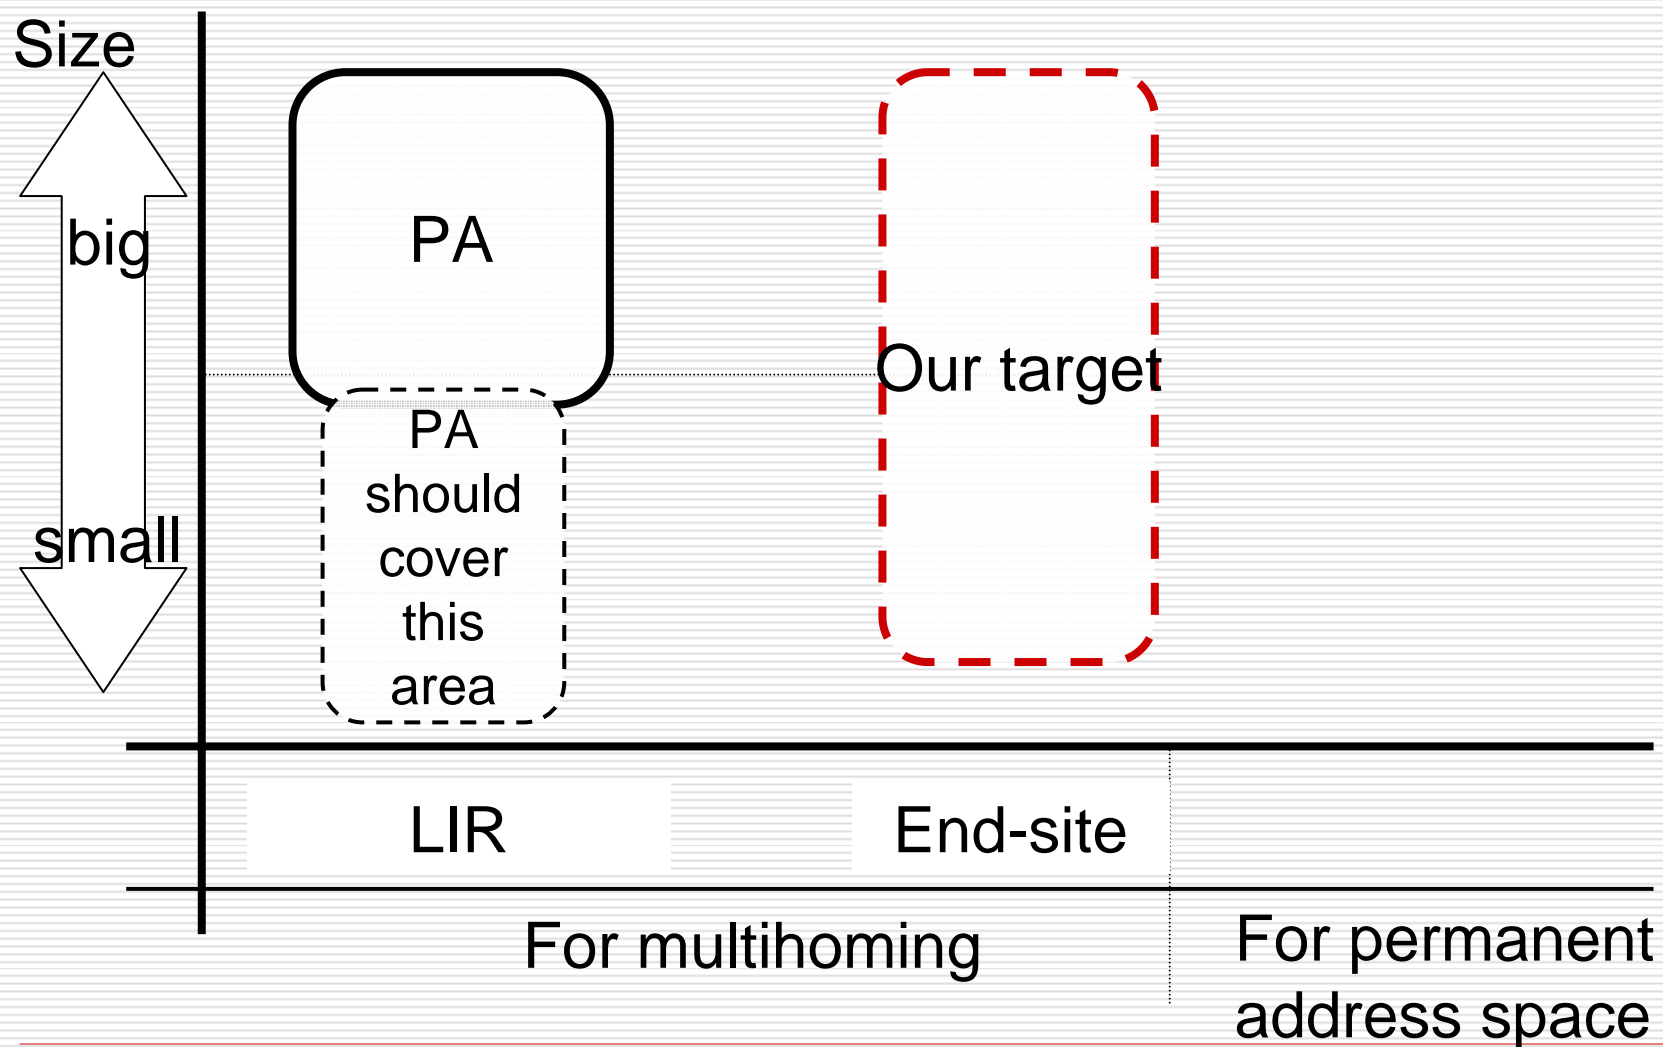 Size
big
small
PA
PA
should
cover
this
area
Our target
LIR
End-site
For multihoming
For permanent
address space